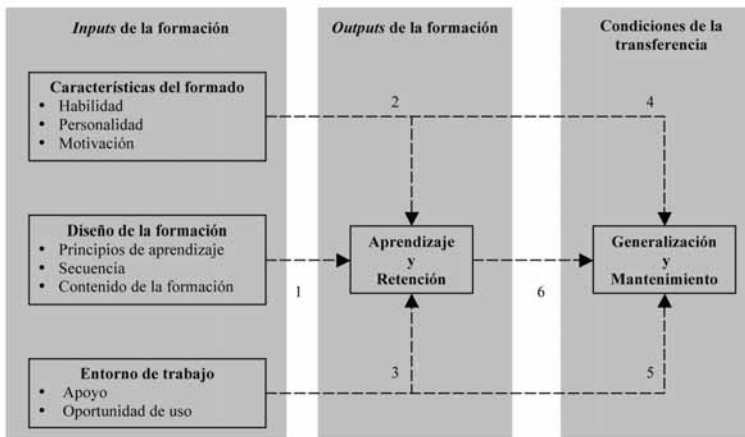 Inputs de la formación
Outputs de la formación
Condiciones de la
transferencia
Características del formado
• Habilidad
• Personalidad
• Motivación
2
4
Diseño de la formación
• Principios de aprendizaje
• Secuencia
• Contenido de la formación
1
Aprendizaje
y
Retención
6
Generalización
y
Mantenimiento
Entorno de trabajo
• Apoyo
• Oportunidad de uso
3
5